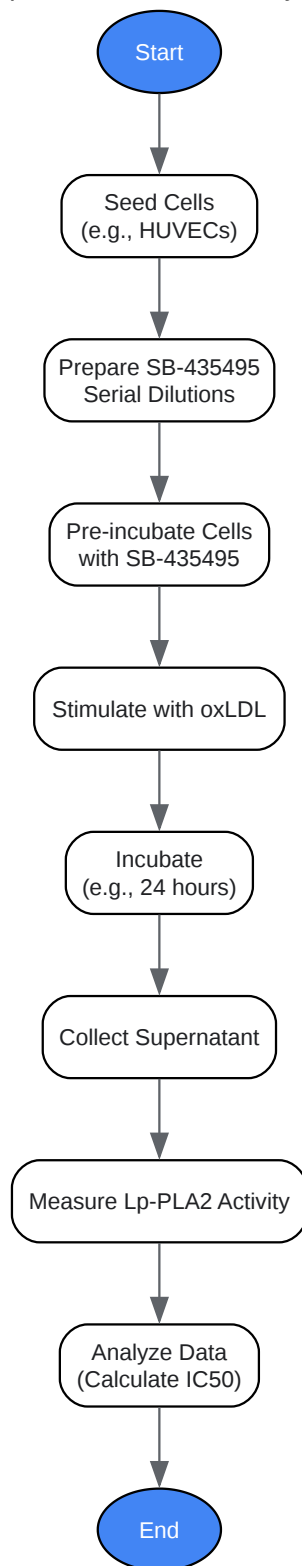 Start
Seed Cells
(e.g., HUVECs)
Prepare SB-435495
Serial Dilutions
Pre-incubate Cells
with SB-435495
Stimulate with oxLDL
Incubate
(e.g., 24 hours)
Collect Supernatant
Measure Lp-PLA2 Activity
Analyze Data
(Calculate IC50)
End